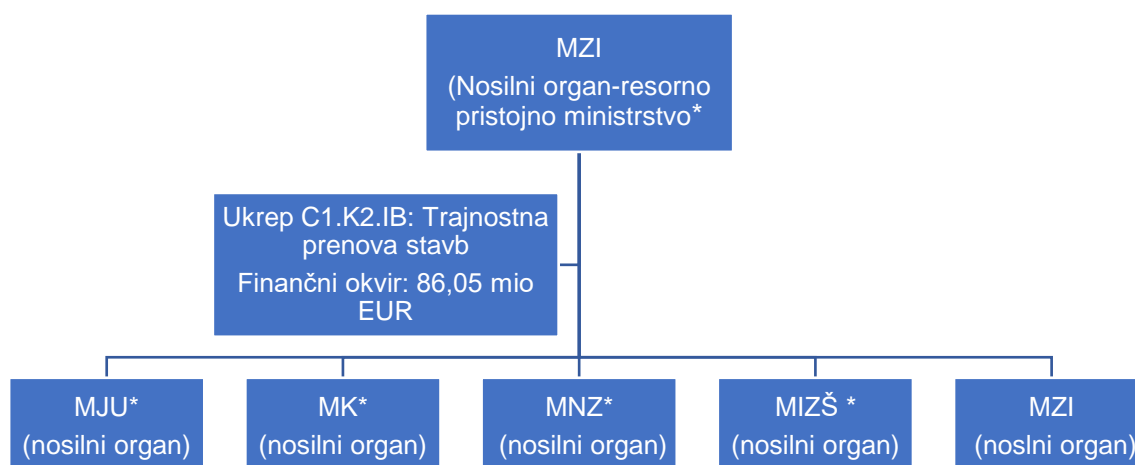 MZI
(Nosilni organ-resorno
pristojno ministrstvo*
Ukrep C1.K2.IB: Trajnostna
prenova stavb
Finančni okvir: 86,05 mio
EUR
MJU*
(nosilni organ)
MK*
(nosilni organ)
MNZ*
(nosilni organ)
MIZŠ *
(nosilni organ)
MZI
(noslni organ)